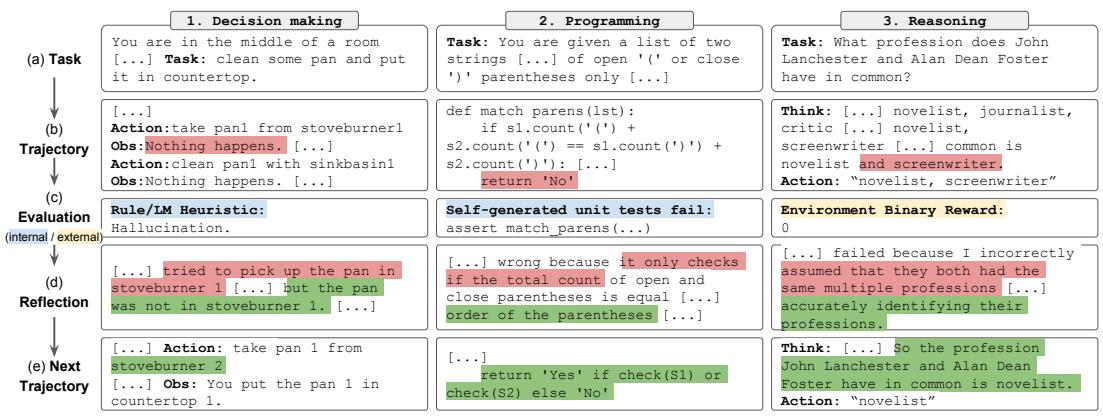 1. Decision making
2. Programming
3. Reasoning
(a) Task
You are in the middle of a room
[...] Task: clean some pan and put
it in countertop.
Task: You are given a list of two
strings [...] of open '(' or close
')' parentheses only [...]
Task: What profession does John
Lanchester and Alan Dean Foster
have in common?
(b)
Trajectory
[...]
Action:take pan1 from stoveburner1
Obs:Nothing happens. [...]
Action:clean pan1 with sinkbasin1
Obs:Nothing happens. [...]
def match parens(lst):
if s1.count('(') +
s2.count('(') == s1.count(')') +
s2.count(')'): [...]
return 'No'
Think: [...] novelist, journalist,
critic [...] novelist,
screenwriter [...] common is
novelist and screenwriter.
Action: “novelist, screenwriter”
(c)
Evaluation
(internal / external)
Rule/LM Heuristic:
Hallucination.
Self-generated unit tests fail:
assert match_parens(...)
Environment Binary Reward:
0
(d)
Reflection
[...] tried to pick up the pan in
stoveburner 1 [...] but the pan
was not in stoveburner 1. [...]
[...] wrong because it only checks
if the total count of open and
close parentheses is equal [...]
order of the parentheses [...]
[...] failed because I incorrectly
assumed that they both had the
same multiple professions [...]
accurately identifying their
professions.
(e) Next
Trajectory
[...] Action: take pan 1 from
stoveburner 2
[...] Obs: You put the pan 1 in
countertop 1.
[...]
return 'Yes' if check(S1) or
check(S2) else 'No'
Think: [...] So the profession
John Lanchester and Alan Dean
Foster have in common is novelist.
Action: “novelist”